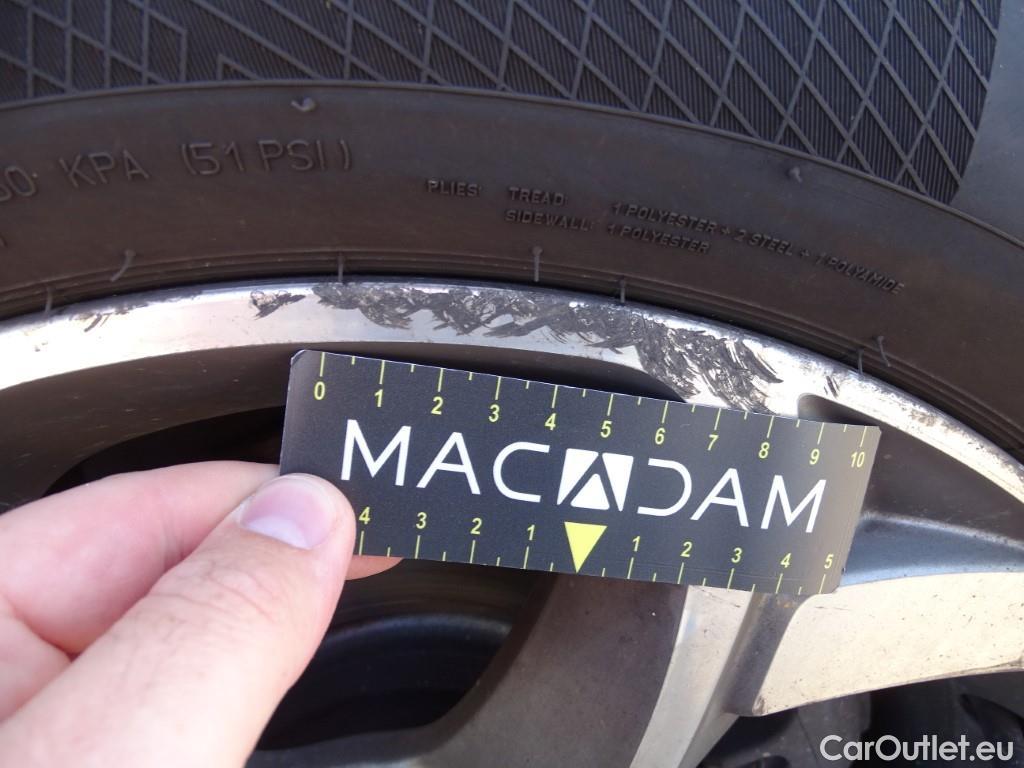 KPA (51 PSI)
PLIES: TREAD: 1 POLYESTER + 2 STEEL + 1 POLYAMIDE
SIDEWALL: 1 POLYESTER
0 1 2 3 4 5 6 7 8 9 10
MACADAM
4 3 2 1 1 2 3 4 5
CarOutlet.eu